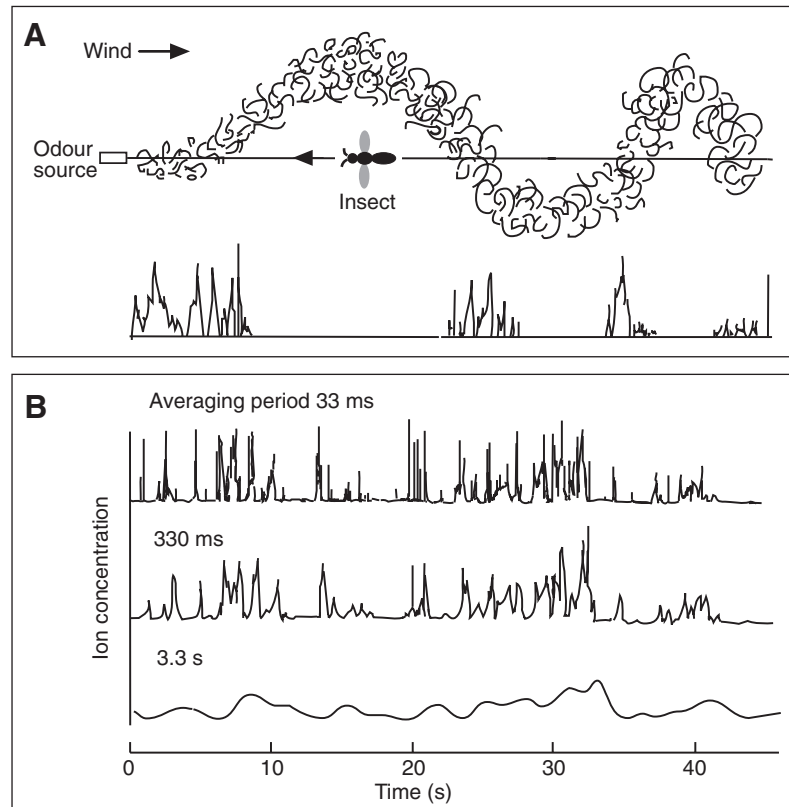 A
Wind
Odour
source
Insect
B
Averaging period 33 ms
330 ms
3.3 s
Ion concentration
0 10 20 30 40
Time (s)